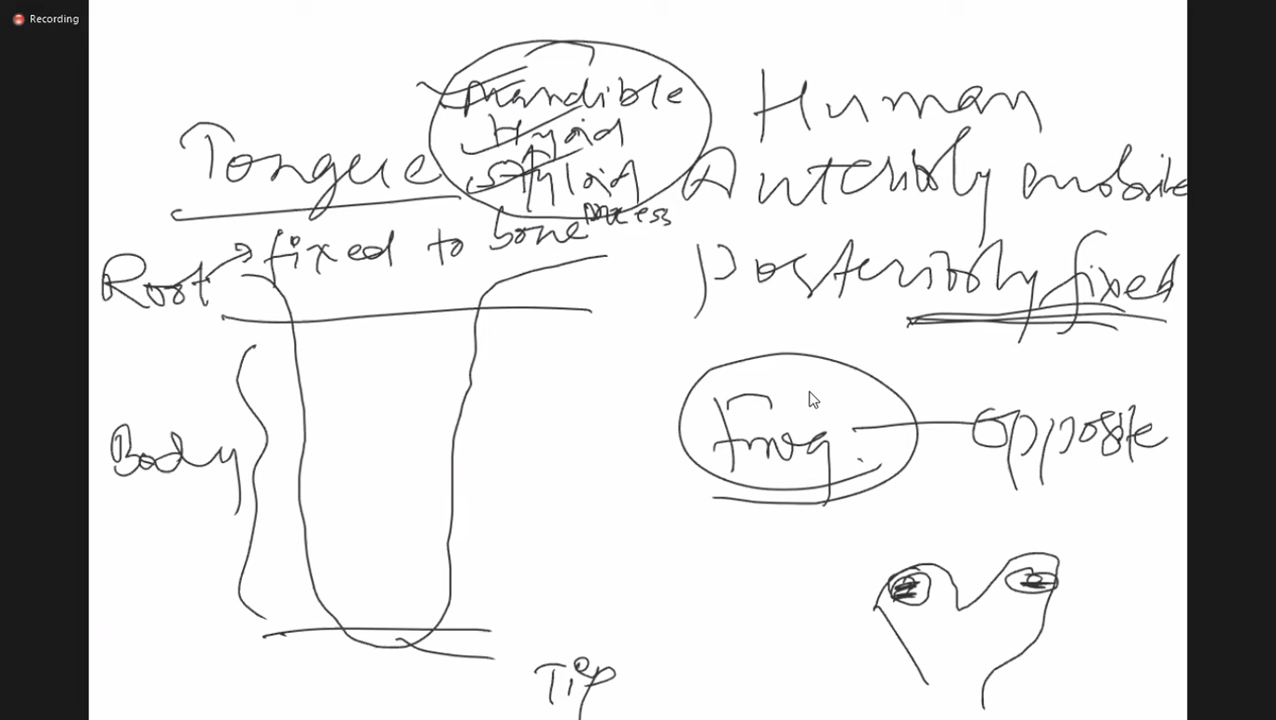 Recording
Mandible
Hyoid
Styloid
process
Tongue
Human
Anteriorly mobile
Posteriorly fixed
Root → fixed to bone
Body
Frog. — opposite
Tip